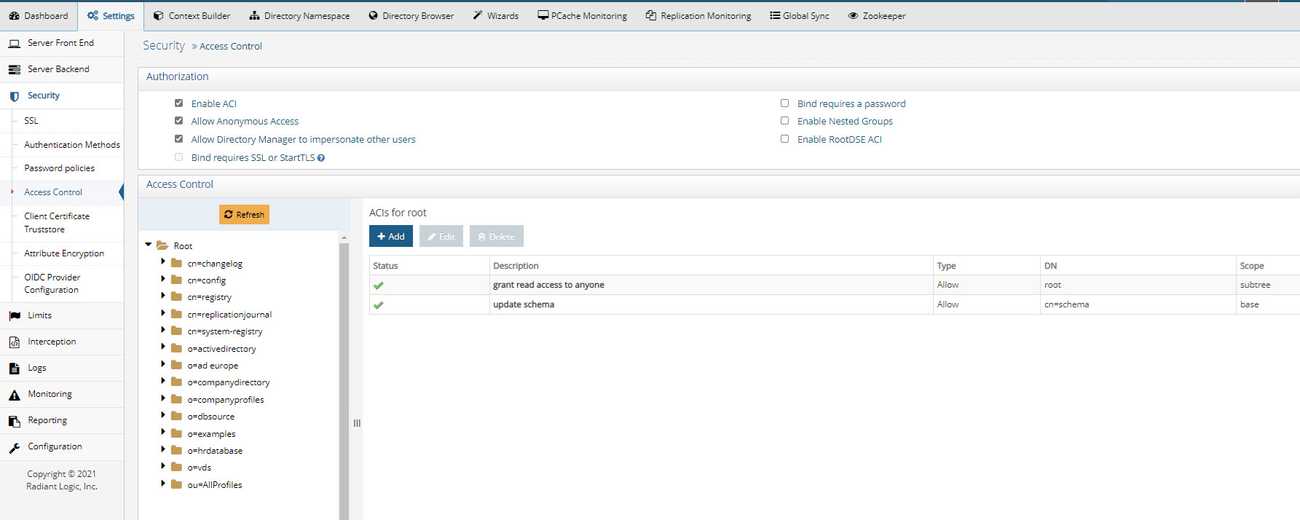 Dashboard Settings Context Builder Directory Namespace Directory Browser Wizards PCache Monitoring Replication Monitoring Global Sync Zookeeper
Server Front End
Server Backend
Security
SSL
Authentication Methods
Password policies
Access Control
Client Certificate
Truststore
Attribute Encryption
OIDC Provider
Configuration
Limits
Interception
Logs
Monitoring
Reporting
Configuration
Copyright © 2021
Radiant Logic, Inc.
Security » Access Control
Authorization
Enable ACI
Allow Anonymous Access
Allow Directory Manager to impersonate other users
Bind requires SSL or StartTLS ?
Bind requires a password
Enable Nested Groups
Enable RootDSE ACI
Access Control
Refresh
Root
cn=changelog
cn=config
cn=registry
cn=replicationjournal
cn=system-registry
o=activedirectory
o=ad europe
o=companydirectory
o=companyprofiles
o=dbsource
o=examples
o=hrdatabase
o=vds
ou=AllProfiles
ACIs for root
+ Add Edit Delete
Status Description Type DN Scope
grant read access to anyone Allow root subtree
update schema Allow cn=schema base